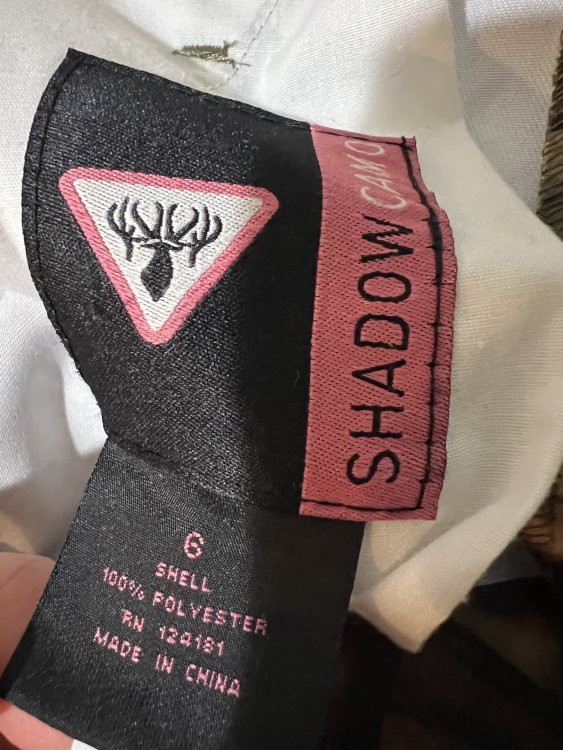 SHADOW CAMO
6
SHELL
100% POLYESTER
RN 124181
MADE IN CHINA